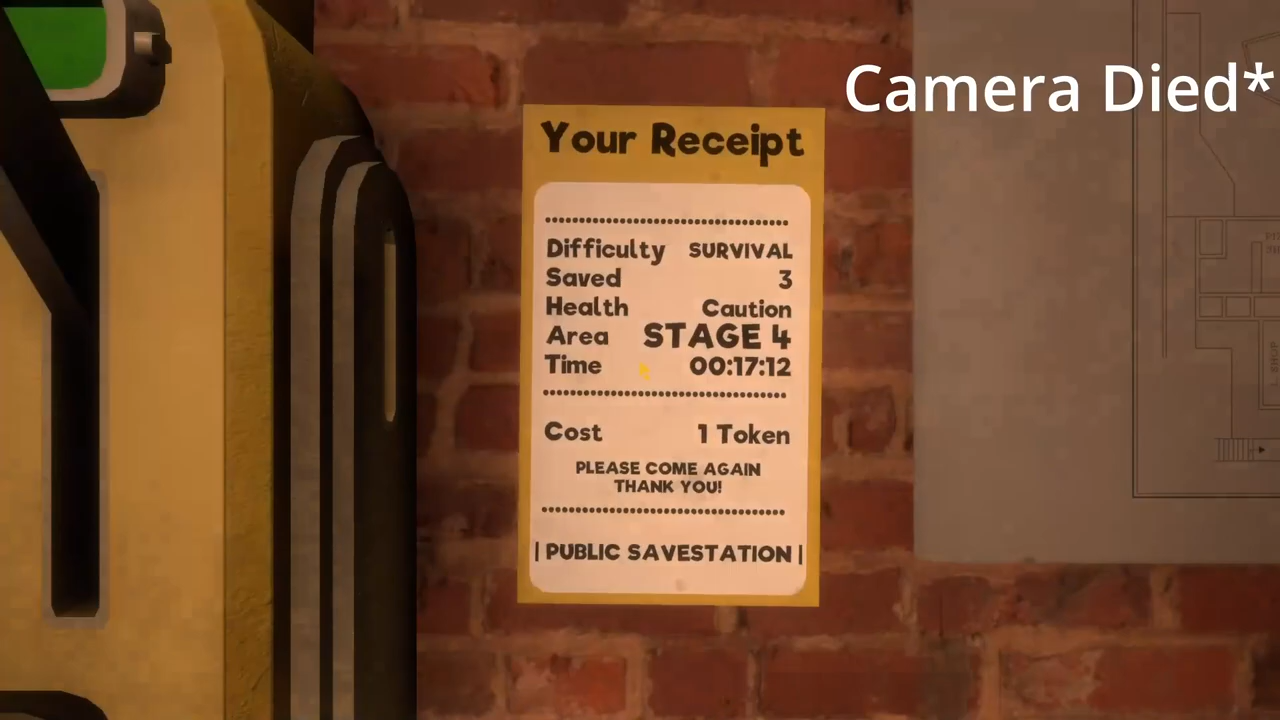 Camera Died*
Your Receipt
Difficulty SURVIVAL
Saved 3
Health Caution
Area STAGE 4
Time 00:17:12
Cost 1 Token
PLEASE COME AGAIN
THANK YOU!
| PUBLIC SAVESTATION |